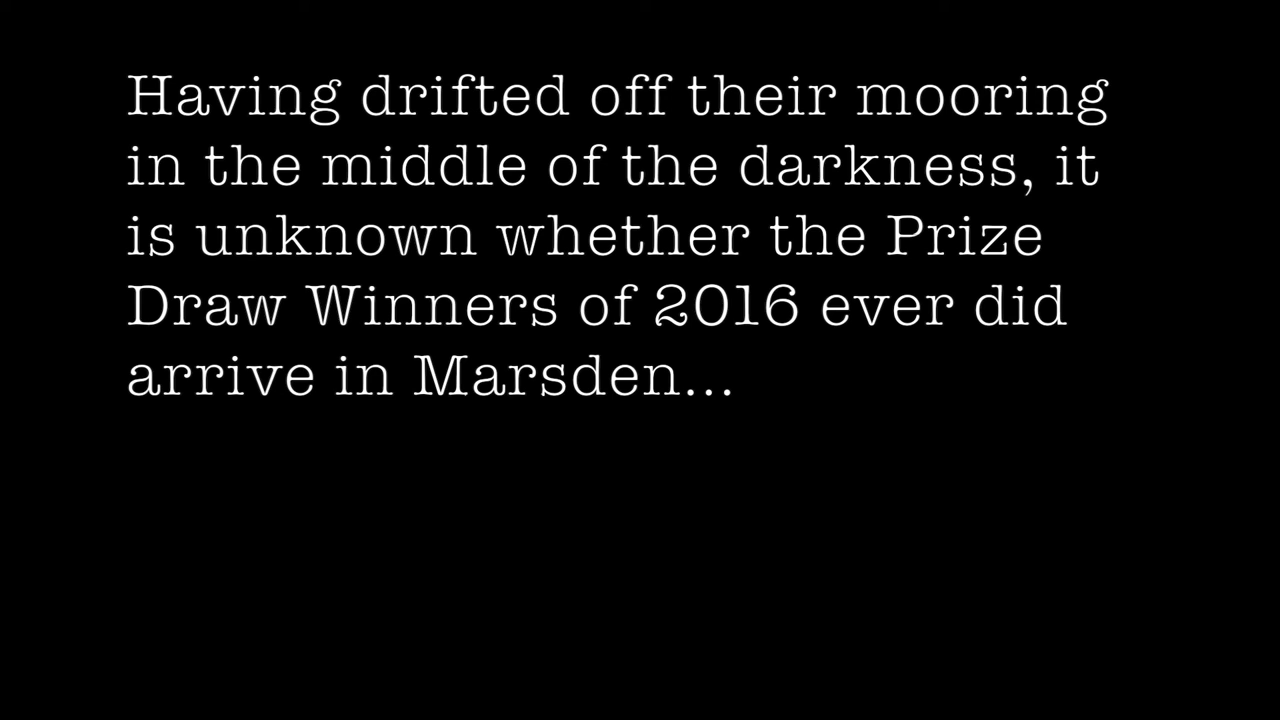 Having drifted off their mooring
in the middle of the darkness, it
is unknown whether the Prize
Draw Winners of 2016 ever did
arrive in Marsden...